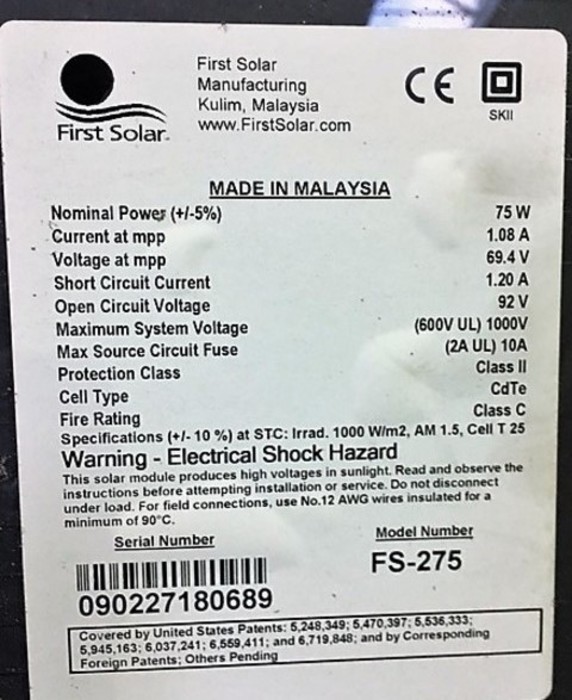 First Solar
First Solar
Manufacturing
Kulim, Malaysia
www.FirstSolar.com
CE
SKII
MADE IN MALAYSIA
Nominal Power (+/-5%) 75 W
Current at mpp 1.08 A
Voltage at mpp 69.4 V
Short Circuit Current 1.20 A
Open Circuit Voltage 92 V
Maximum System Voltage (600V UL) 1000V
Max Source Circuit Fuse (2A UL) 10A
Protection Class Class II
Cell Type CdTe
Fire Rating Class C
Specifications (+/- 10 %) at STC: Irrad. 1000 W/m2, AM 1.5, Cell T 25
Warning - Electrical Shock Hazard
This solar module produces high voltages in sunlight. Read and observe the
instructions before attempting installation or service. Do not disconnect
under load. For field connections, use No.12 AWG wires insulated for a
minimum of 90°C.
Serial Number
090227180689
Model Number
FS-275
Covered by United States Patents: 5,248,349; 5,470,397; 5,536,333;
5,945,163; 6,037,241; 6,559,411; and 6,719,848; and by Corresponding
Foreign Patents; Others Pending